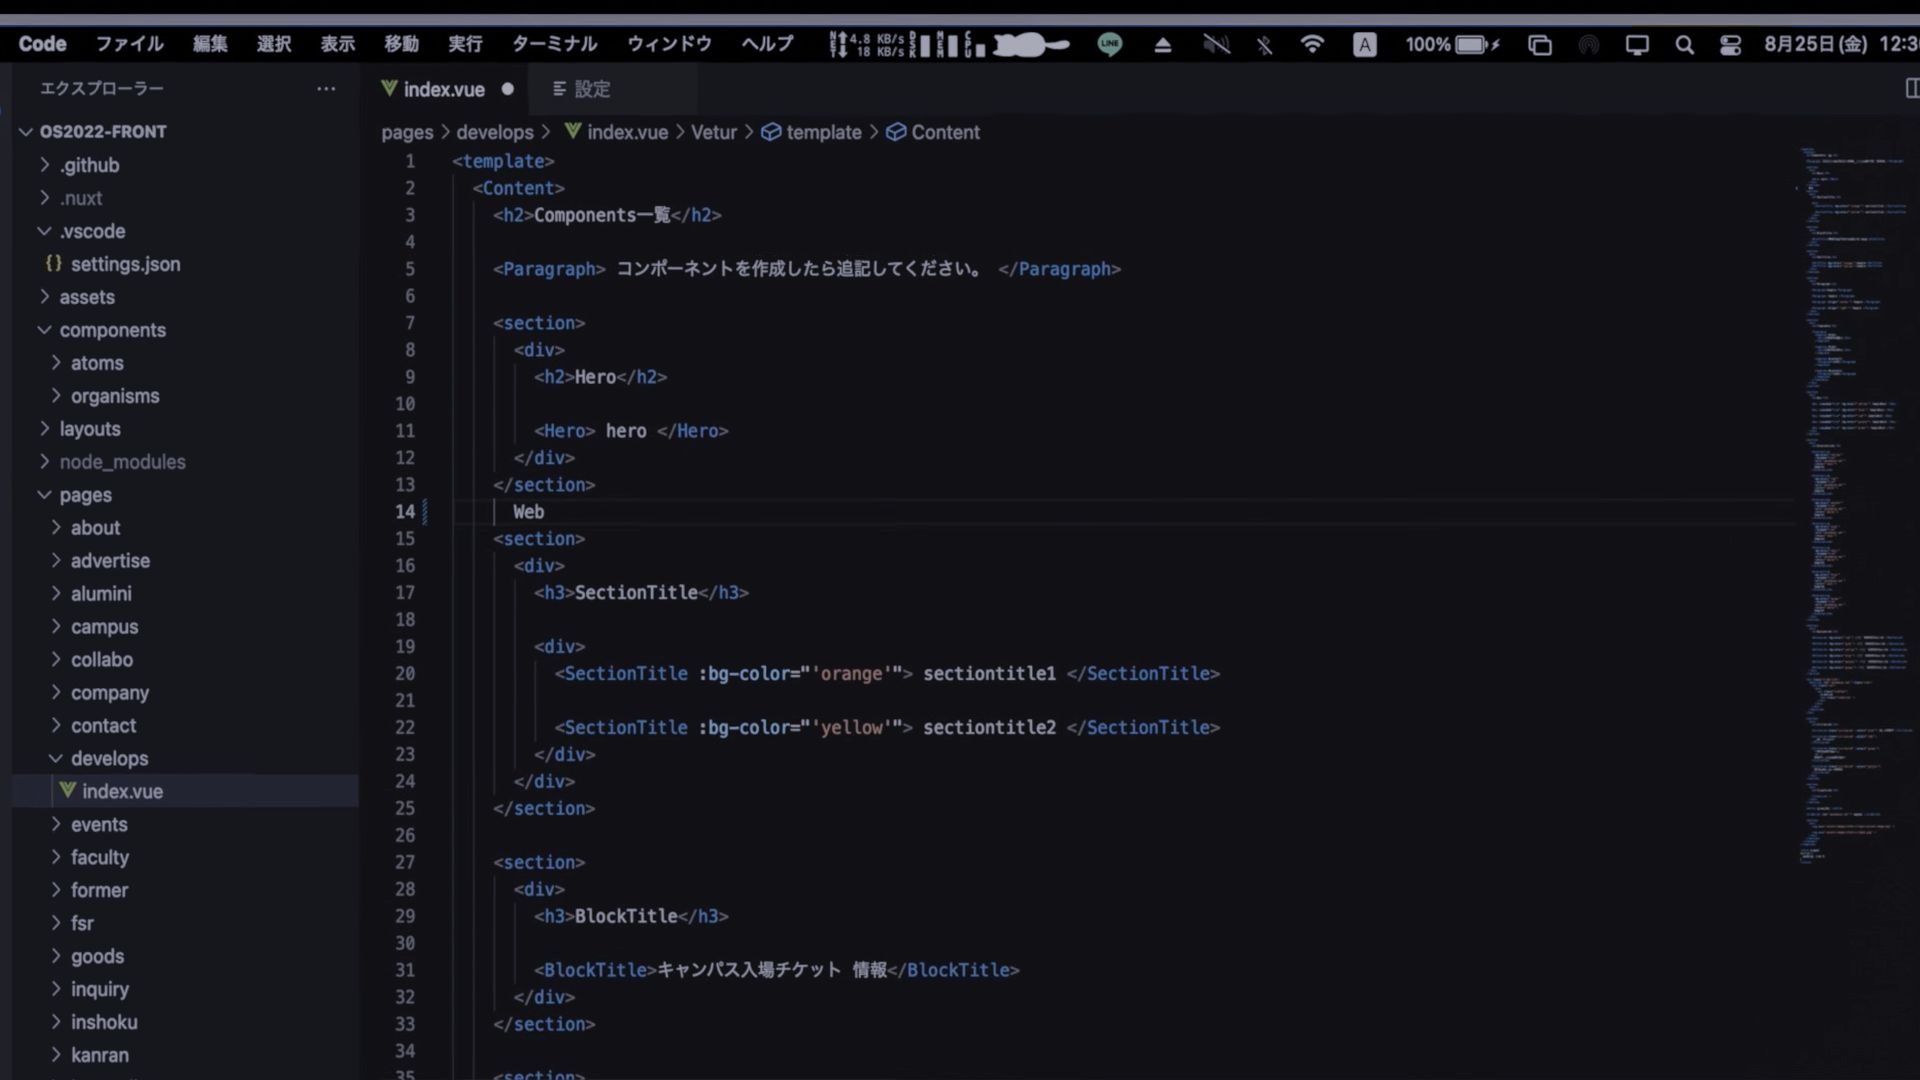 Code ファイル 編集 選択 表示 移動 実行 ターミナル ウィンドウ ヘルプ 4.8 KB/s 18 KB/s LINE A 100% 8月25日(金) 12:3
エクスプローラー ···
index.vue
設定
pages > develops > index.vue > Vetur > template > Content
OS2022-FRONT
.github
.nuxt
.vscode
{} settings.json
assets
components
atoms
organisms
layouts
node_modules
pages
about
advertise
alumini
campus
collabo
company
contact
develops
index.vue
events
faculty
former
fsr
goods
inquiry
inshoku
kanran
1 <template>
2 <Content>
3 <h2>Components一覧</h2>
4
5 <Paragraph> コンポーネントを作成したら追記してください。 </Paragraph>
6
7 <section>
8 <div>
9 <h2>Hero</h2>
10
11 <Hero> hero </Hero>
12 </div>
13 </section>
14 Web
15 <section>
16 <div>
17 <h3>SectionTitle</h3>
18
19 <div>
20 <SectionTitle :bg-color="'orange'"> sectiontitle1 </SectionTitle>
21
22 <SectionTitle :bg-color="'yellow'"> sectiontitle2 </SectionTitle>
23 </div>
24 </div>
25 </section>
26
27 <section>
28 <div>
29 <h3>BlockTitle</h3>
30
31 <BlockTitle>キャンパス入場チケット 情報</BlockTitle>
32 </div>
33 </section>
34
35 <section>